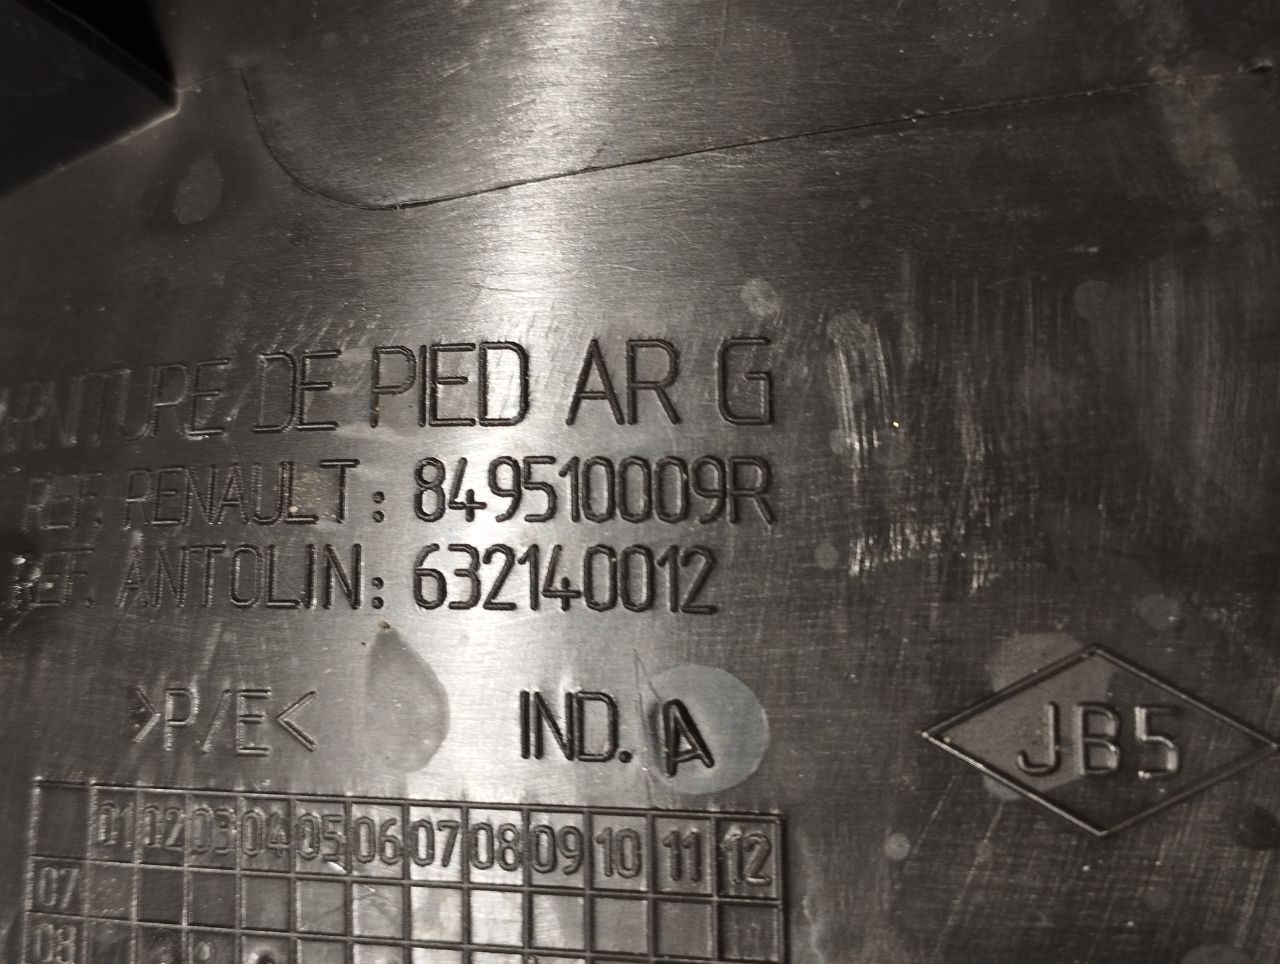 DE PIED AR G
REF. RENAULT: 849510009R
REF. ANTOLIN: 632140012
>P/E<
IND. A
JB5
01 02 03 04 05 06 07 08 09 10 11 12
07
08